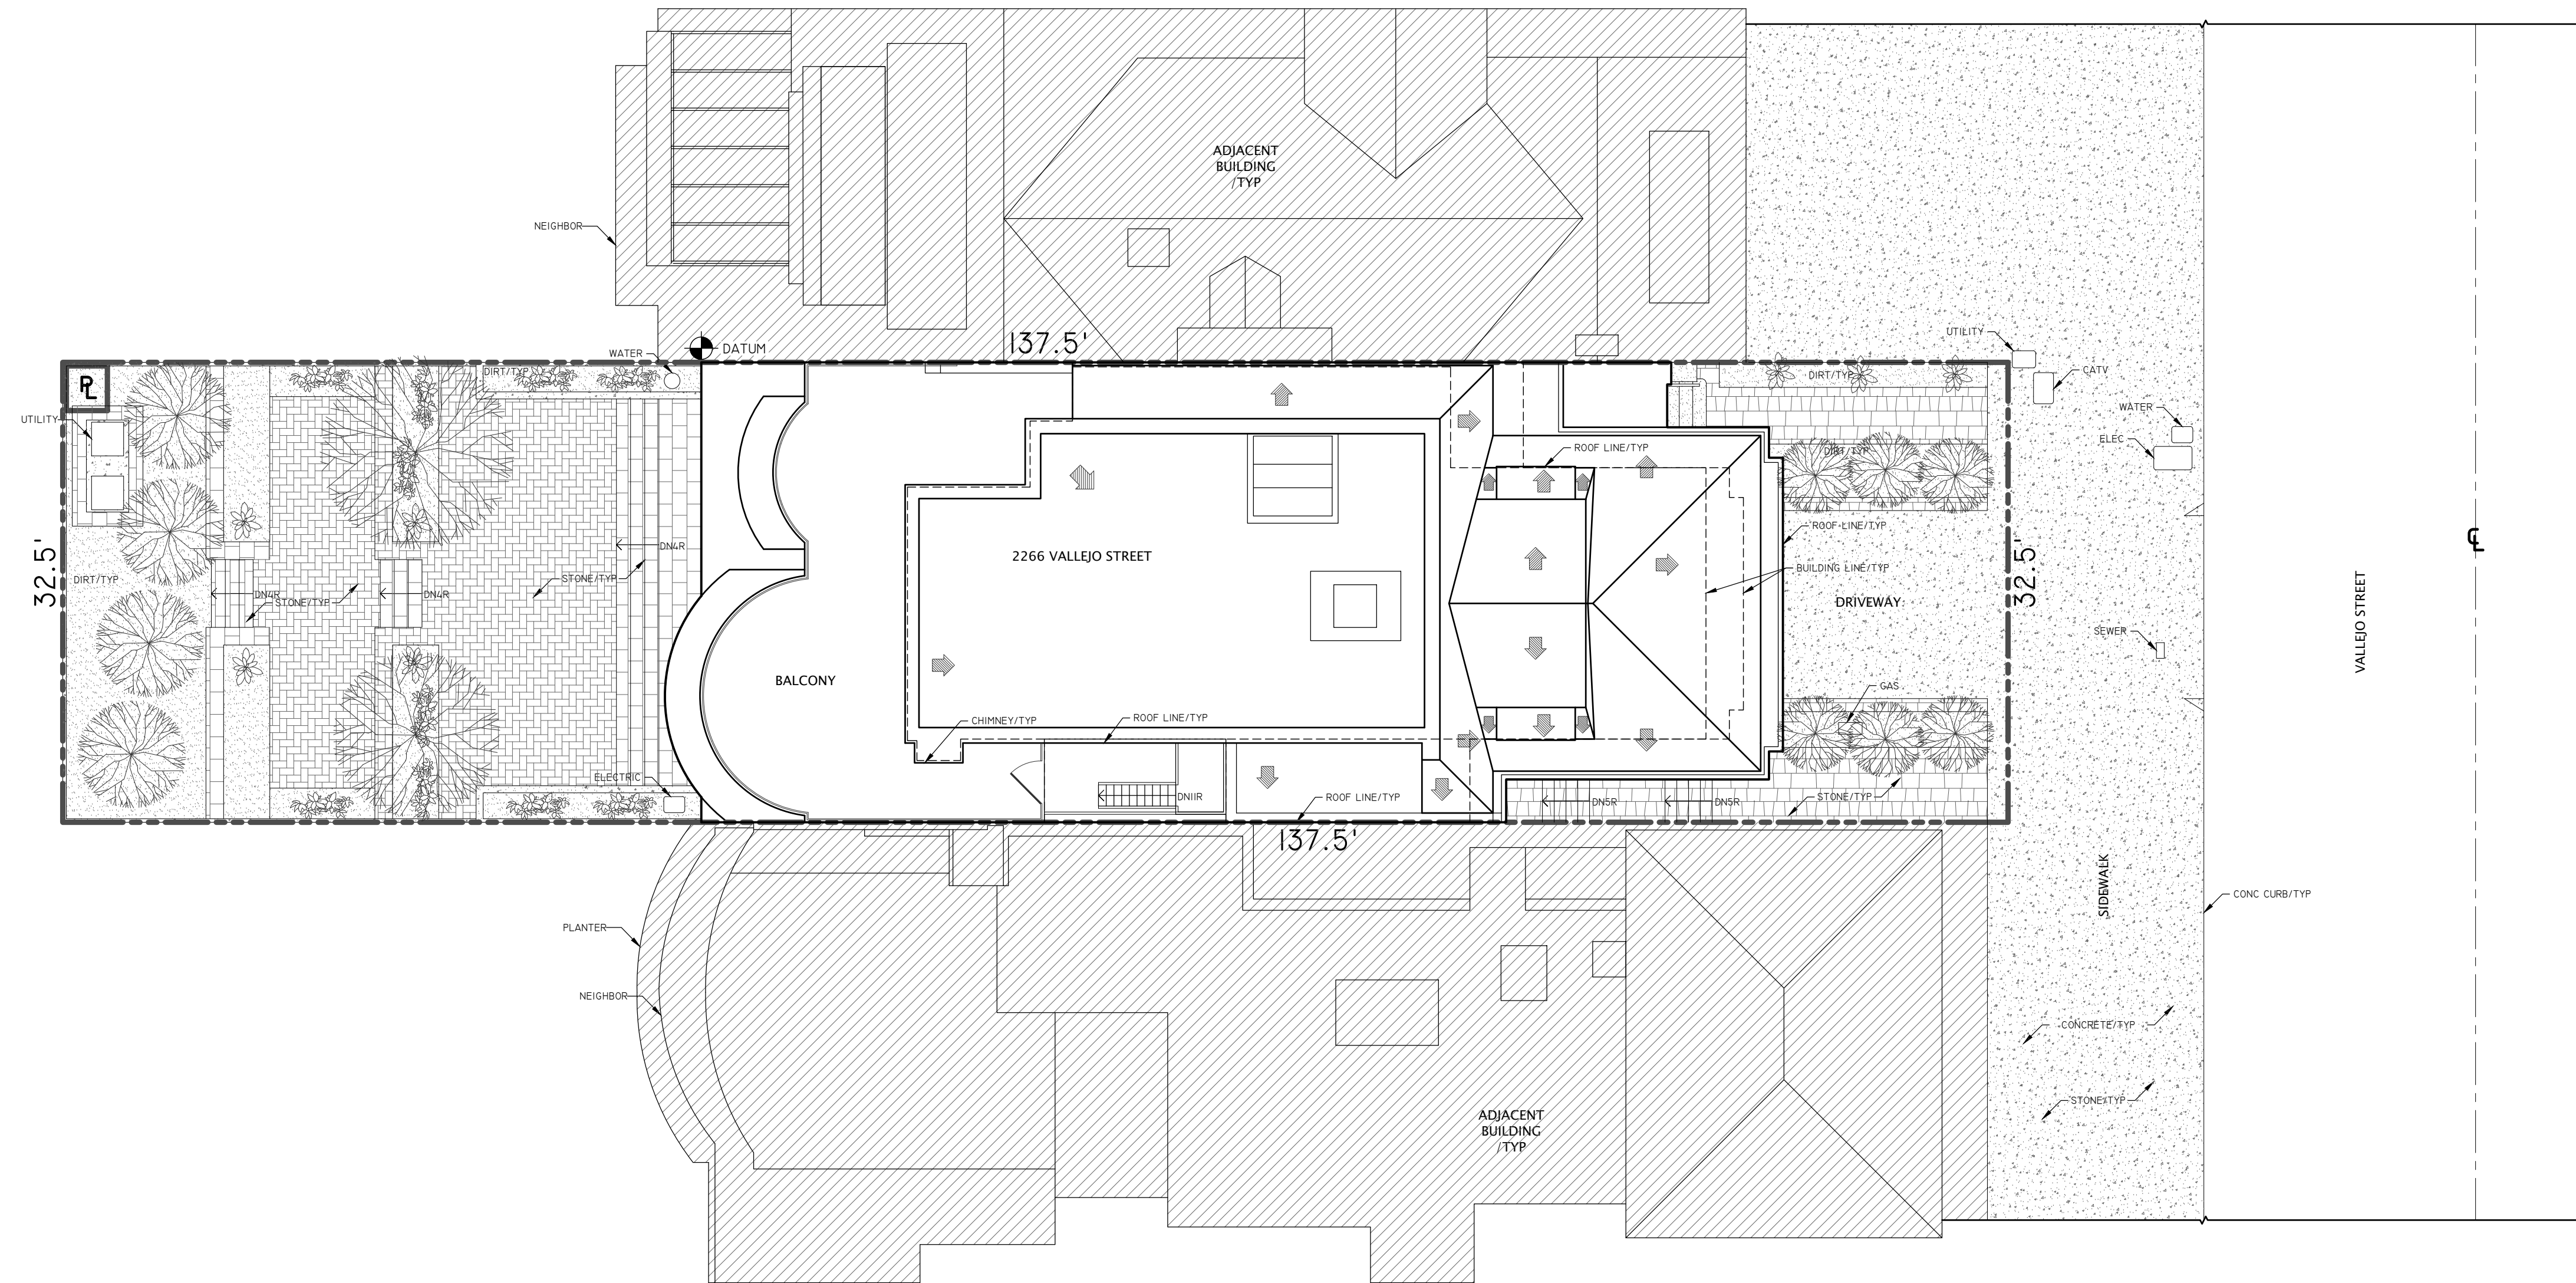 ADJACENT
BUILDING
/TYP
NEIGHBOR
137.5'
DATUM
WATER
UTILITY
CATV
WATER
ELEC
PL
DIRT/TYP
DIRT/TYP
UTILITY
ROOF LINE/TYP
DIRT/TYP
ROOF LINE/TYP
DN4R
2266 VALLEJO STREET
32.5'
DIRT/TYP
STONE/TYP
BUILDING LINE/TYP
32.5'
CL
DN4R
STONE/TYP
DN4R
DRIVEWAY
VALLEJO STREET
SEWER
BALCONY
GAS
CHIMNEY/TYP
ROOF LINE/TYP
ELECTRIC
DN11R
ROOF LINE/TYP
DN5R
DN5R
STONE/TYP
137.5'
SIDEWALK
CONC CURB/TYP
PLANTER
NEIGHBOR
CONCRETE/TYP
STONE/TYP
ADJACENT
BUILDING
/TYP